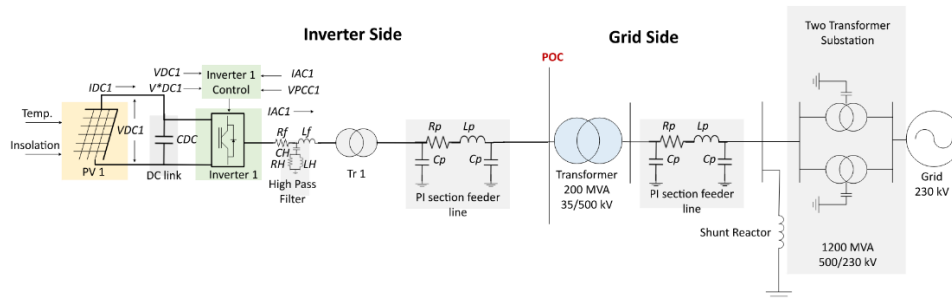 Inverter Side
Grid Side
Two Transformer
Substation
POC
VDC1
IDC1
V*DC1
Inverter 1
Control
IAC1
VPCC1
IAC1
Temp.
Insolation
VDC1
CDC
PV 1
DC link
Inverter 1
Rf
Lf
CH
RH
LH
High Pass
Filter
Tr 1
Rp
Lp
Cp
Cp
PI section feeder
line
Transformer
200 MVA
35/500 kV
Rp
Lp
Cp
Cp
PI section feeder
line
Shunt Reactor
1200 MVA
500/230 kV
Grid
230 kV